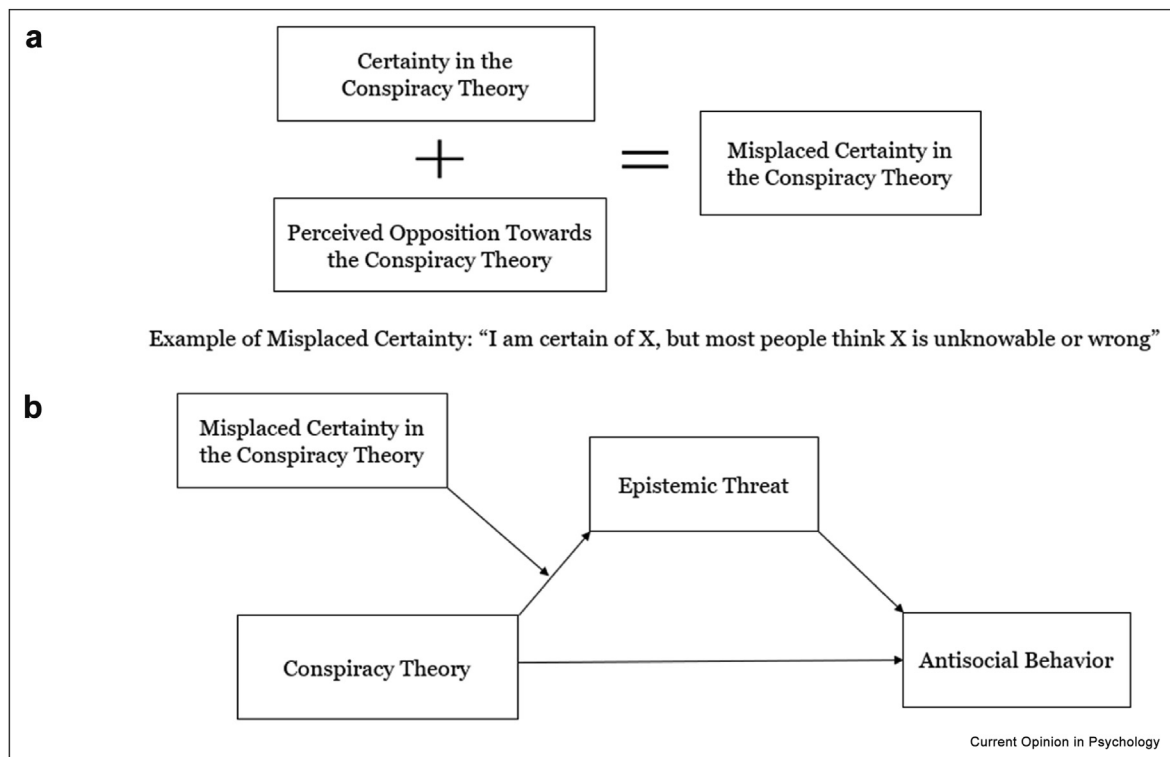 a
Certainty in the
Conspiracy Theory
+
Perceived Opposition Towards
the Conspiracy Theory
=
Misplaced Certainty in
the Conspiracy Theory
Example of Misplaced Certainty: “I am certain of X, but most people think X is unknowable or wrong”
b
Misplaced Certainty in
the Conspiracy Theory
Epistemic Threat
Conspiracy Theory
Antisocial Behavior
Current Opinion in Psychology